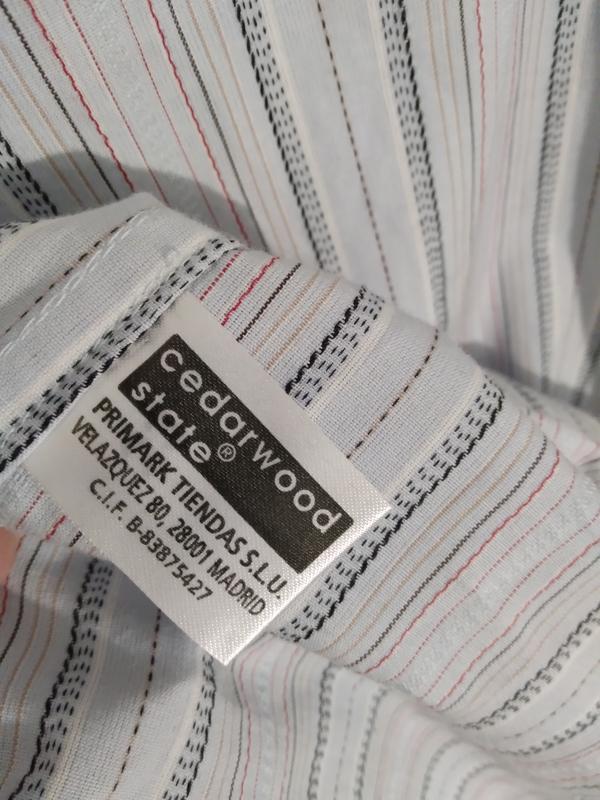 cedarwood
state®
PRIMARK TIENDAS S.L.U.
VELAZQUEZ 80, 28001 MADRID
C.I.F. B-83875427